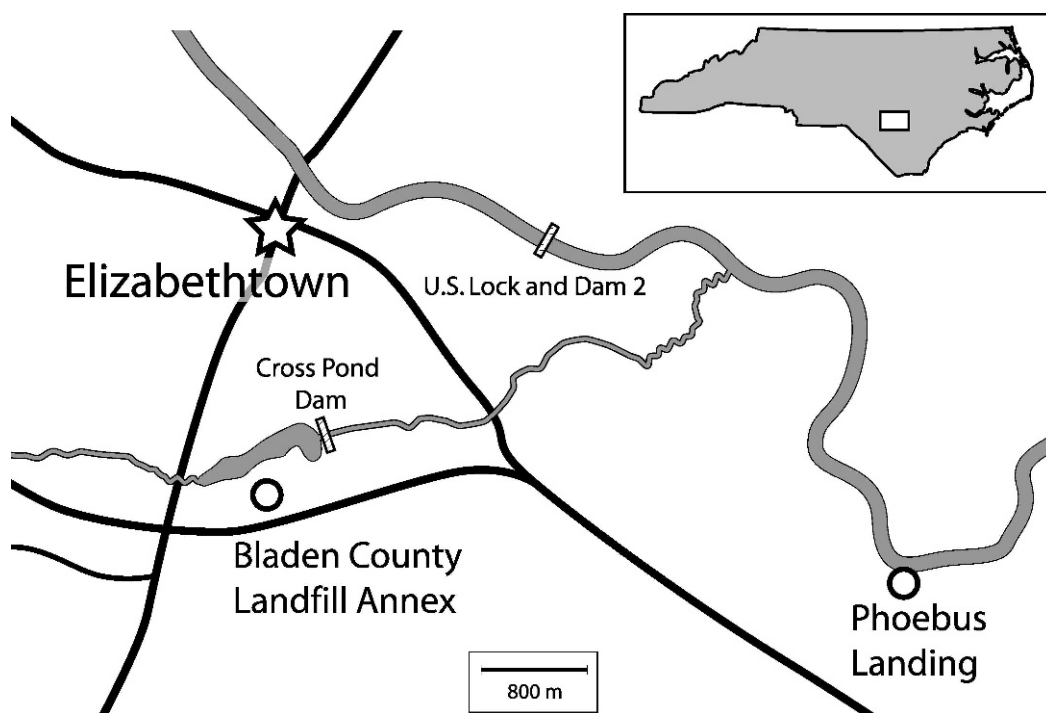 Elizabethtown
U.S. Lock and Dam 2
Cross Pond
Dam
Bladen County
Landfill Annex
Phoebus
Landing
800 m